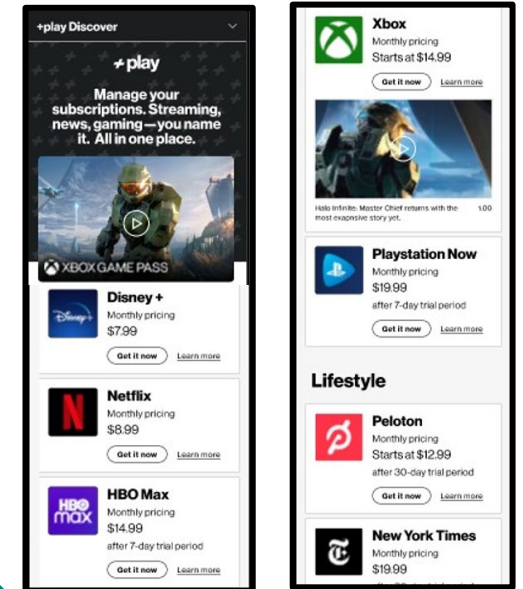 +play Discover
+play
Manage your
subscriptions. Streaming,
news, gaming—you name
it. All in one place.
XBOX GAME PASS
Disney+
Disney +
Monthly pricing
$7.99
Get it now Learn more
N
Netflix
Monthly pricing
$8.99
Get it now Learn more
HBO
max
HBO Max
Monthly pricing
$14.99
after 7-day trial period
Get it now Learn more
Xbox
Monthly pricing
Starts at $14.99
Get it now Learn more
Halo Infinite: Master Chief returns with the 1:00
most exapnsive story yet.
Playstation Now
Monthly pricing
$19.99
after 7-day trial period
Get it now Learn more
Lifestyle
Peloton
Monthly pricing
Starts at $12.99
after 30-day trial period
Get it now Learn more
T
New York Times
Monthly pricing
$19.99